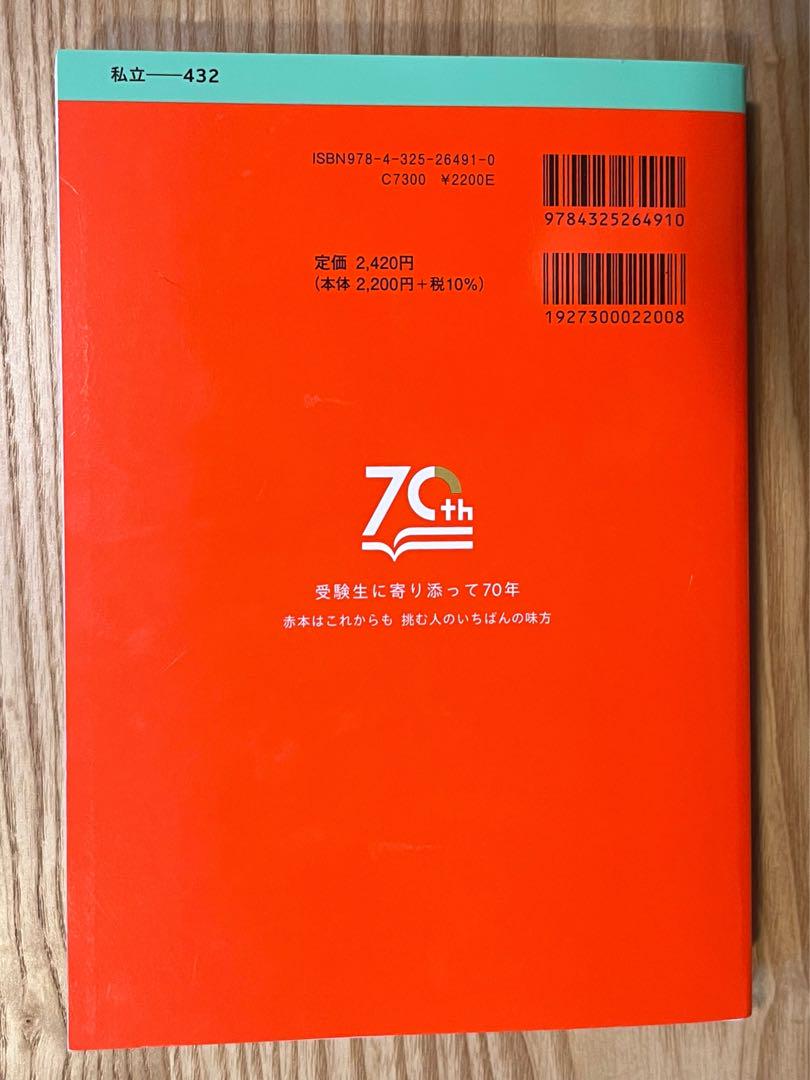 私立――432
ISBN978-4-325-26491-0
C7300 ¥2200E
9784325264910
定価 2,420円
(本体 2,200円+税10%)
1927300022008
70th
受験生に寄り添って70年
赤本はこれからも 挑む人のいちばんの味方